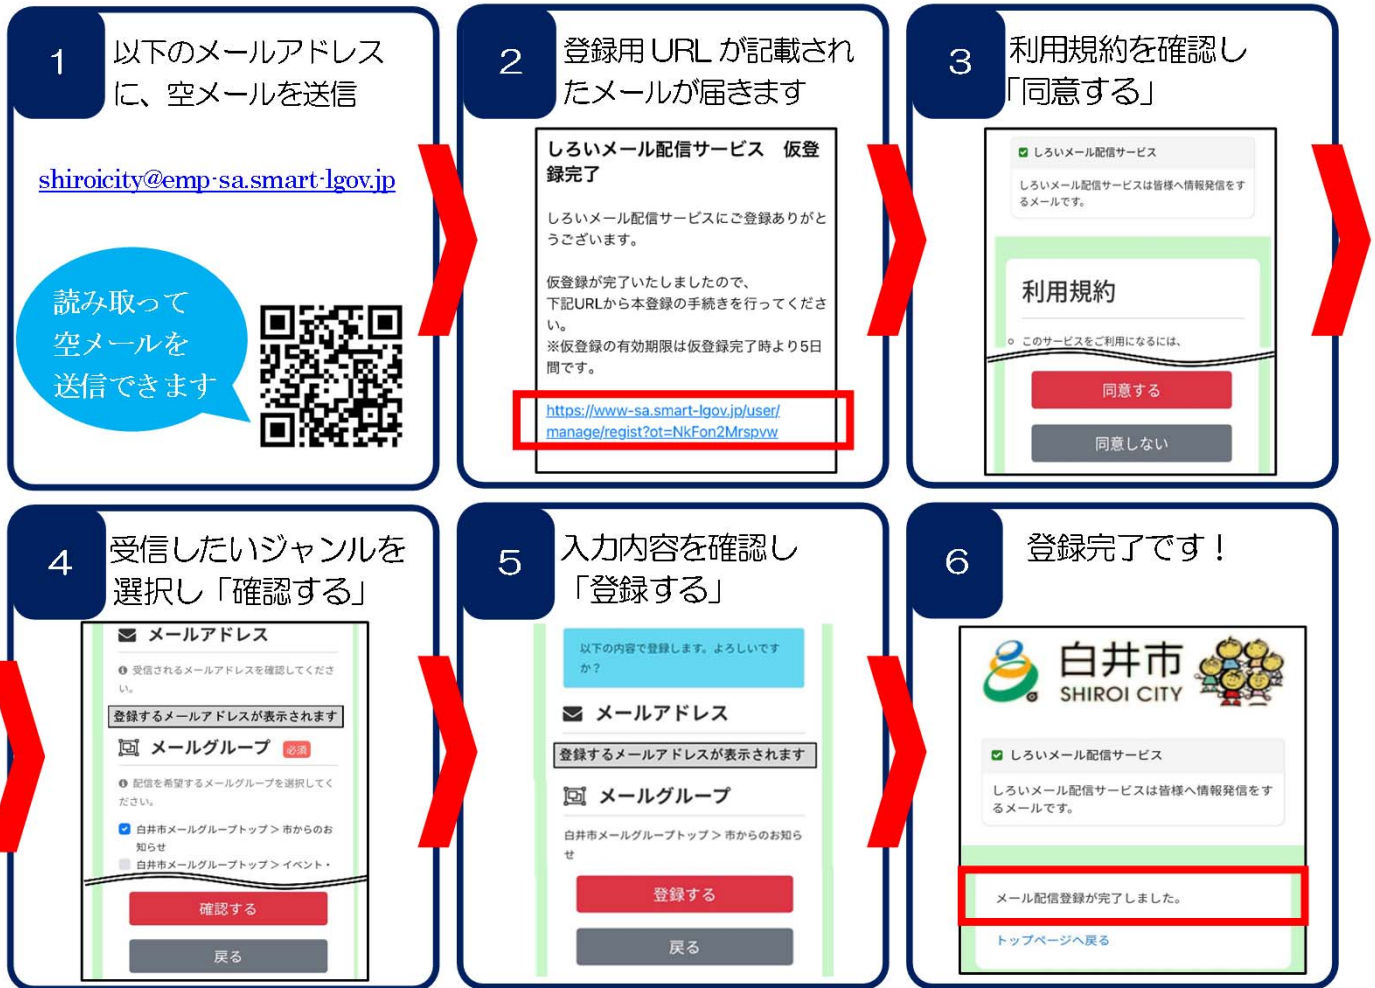 1
以下のメールアドレス
に、空メールを送信
shiroicity@emp-sa.smart-lgov.jp
読み取って
空メールを
送信できます
2
登録用 URL が記載され
たメールが届きます
しろいメール配信サービス　仮登
録完了
しろいメール配信サービスにご登録ありがと
うございます。
仮登録が完了いたしましたので、
下記URLから本登録の手続きを行ってくださ
い。
※仮登録の有効期限は仮登録完了時より5日
間です。
https://www-sa.smart-lgov.jp/user/
manage/regist?ot=NkFon2Mrspvw
3
利用規約を確認し
「同意する」
しろいメール配信サービス
しろいメール配信サービスは皆様へ情報発信をす
るメールです。
利用規約
このサービスをご利用になるには、
同意する
同意しない
4
受信したいジャンルを
選択し「確認する」
メールアドレス
受信されるメールアドレスを確認してくださ
い。
登録するメールアドレスが表示されます
メールグループ 必須
配信を希望するメールグループを選択してく
ださい。
白井市メールグループトップ > 市からのお
知らせ
白井市メールグループトップ > イベント・
確認する
戻る
5
入力内容を確認し
「登録する」
以下の内容で登録します。よろしいです
か？
メールアドレス
登録するメールアドレスが表示されます
メールグループ
白井市メールグループトップ > 市からのお知ら
せ
登録する
戻る
6
登録完了です！
白井市
SHIROI CITY
しろいメール配信サービス
しろいメール配信サービスは皆様へ情報発信をす
るメールです。
メール配信登録が完了しました。
トップページへ戻る